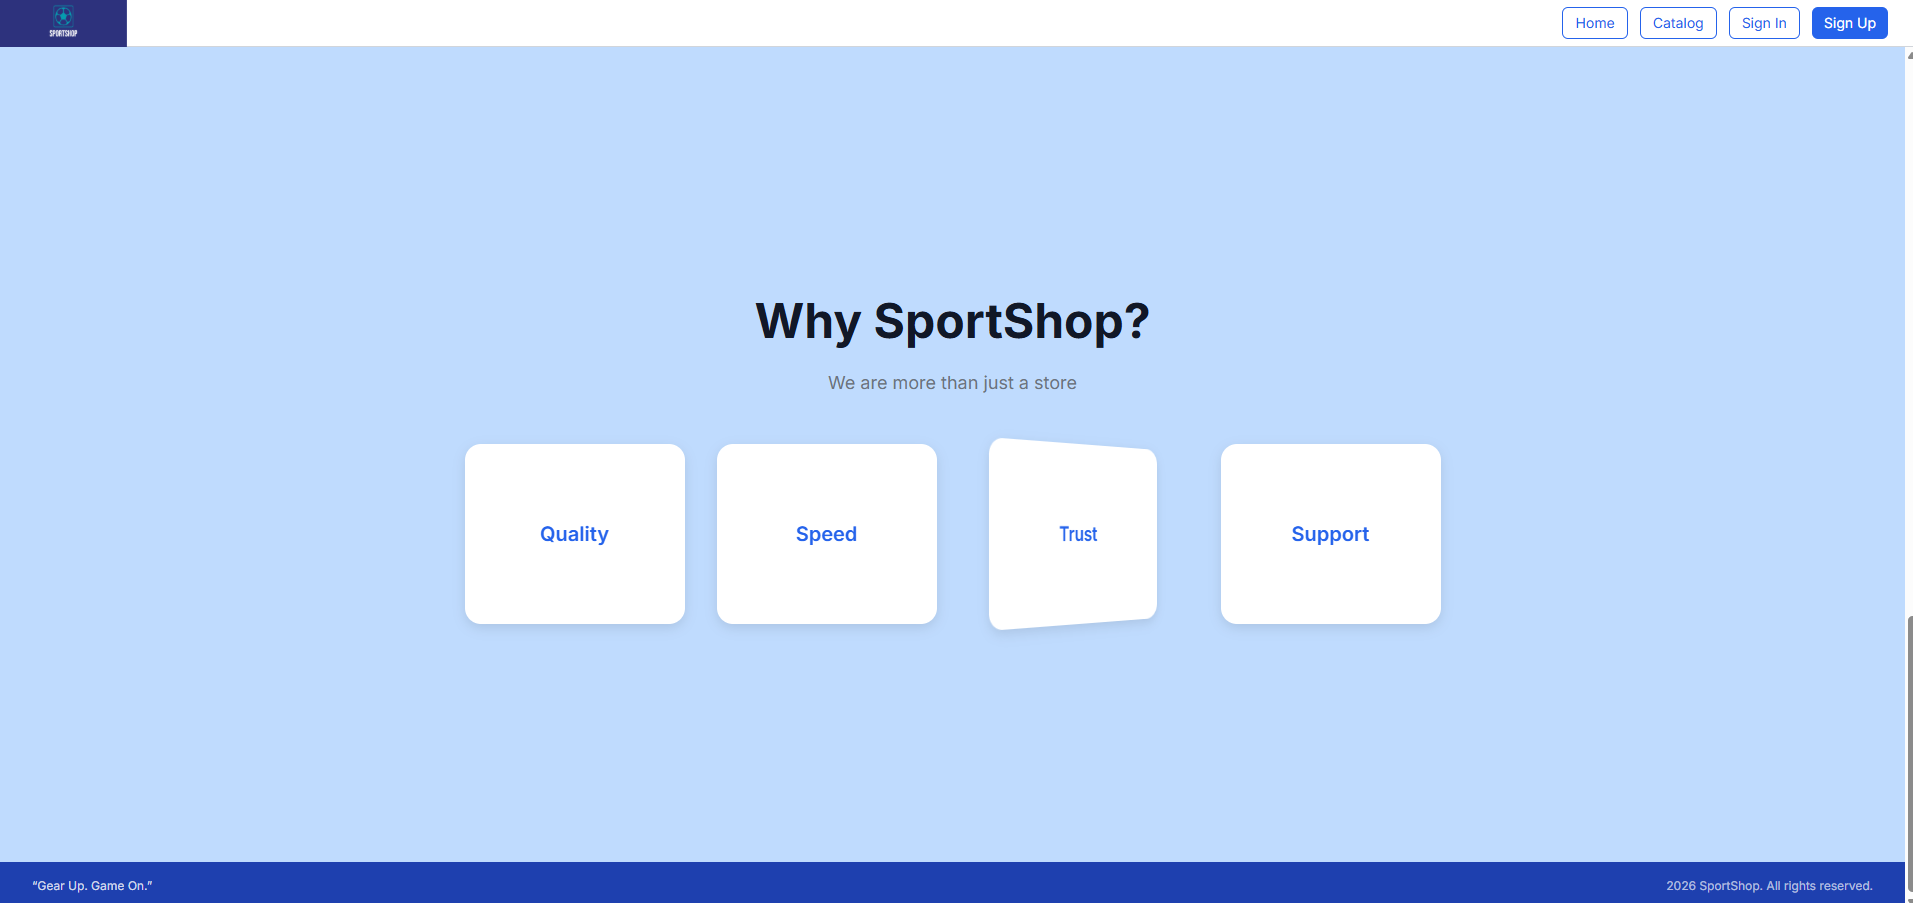 SPORTSHOP
Home Catalog Sign In Sign Up
Why SportShop?
We are more than just a store
Quality Speed Trust Support
“Gear Up. Game On.” 2026 SportShop. All rights reserved.